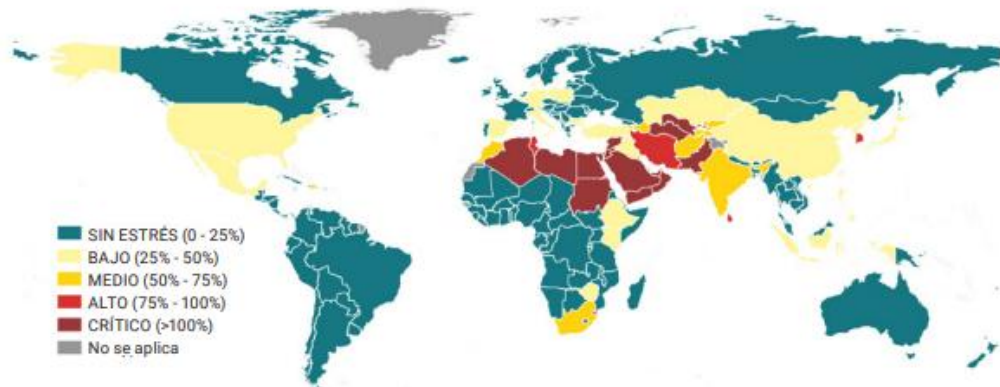 SIN ESTRÉS (0 - 25%)
BAJO (25% - 50%)
MEDIO (50% - 75%)
ALTO (75% - 100%)
CRÍTICO (>100%)
No se aplica